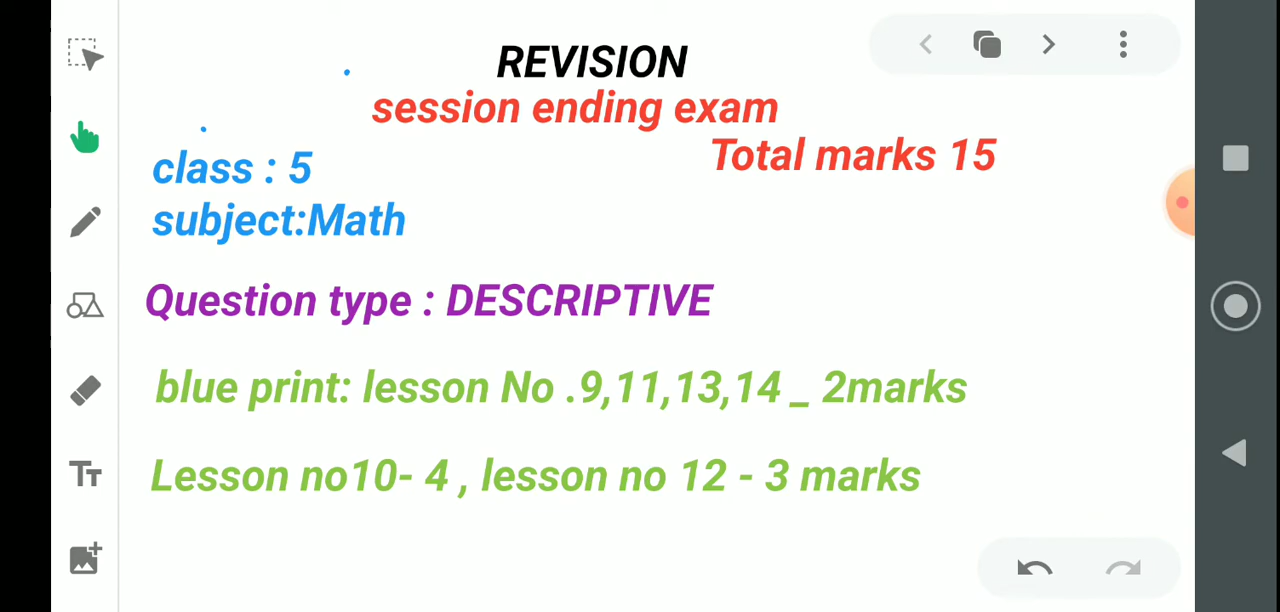 REVISION
session ending exam
Total marks 15
class : 5
subject:Math
Question type : DESCRIPTIVE
blue print: lesson No .9,11,13,14 _ 2marks
Lesson no10- 4 , lesson no 12 - 3 marks
TT